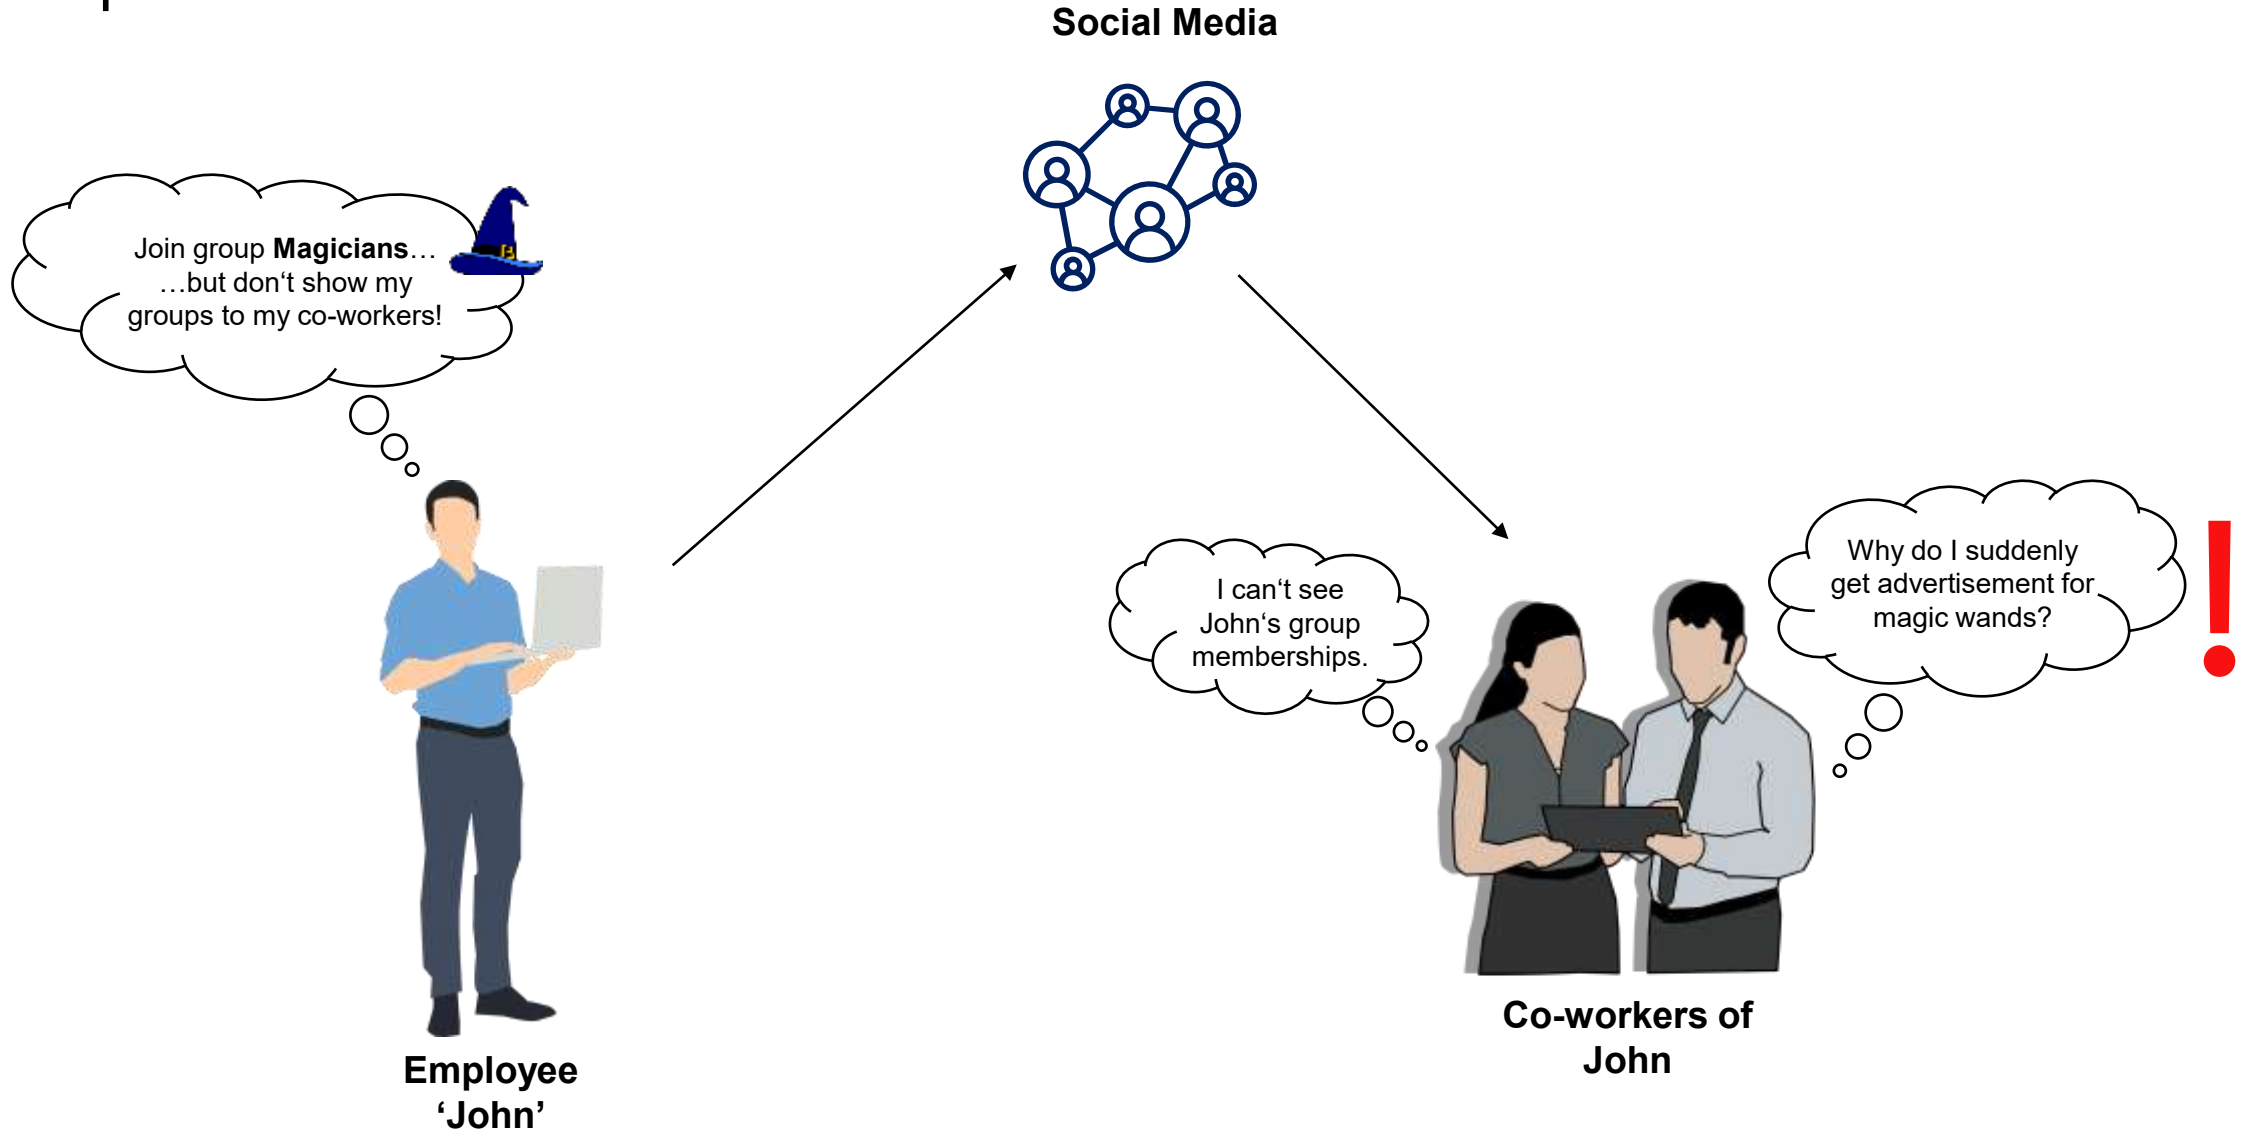 Social Media
Join group Magicians…
…but don‘t show my
groups to my co-workers!
I can‘t see
John‘s group
memberships.
Why do I suddenly
get advertisement for
magic wands?
!
Co-workers of
John
Employee
‘John’